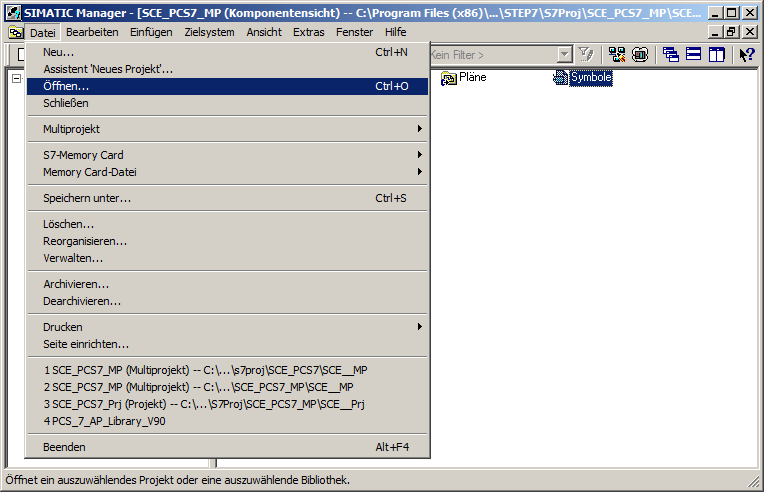 SIMATIC Manager - [SCE_PCS7_MP (Komponentensicht) -- C:\Program Files (x86)\...\STEP7\S7Proj\SCE_PCS7_MP\SCE...
Datei Bearbeiten Einfügen Zielsystem Ansicht Extras Fenster Hilfe
Kein Filter >
Neu... Ctrl+N
Assistent 'Neues Projekt'...
Öffnen... Ctrl+O
Schließen
Multiprojekt
S7-Memory Card
Memory Card-Datei
Speichern unter... Ctrl+S
Löschen...
Reorganisieren...
Verwalten...
Archivieren...
Dearchivieren...
Drucken
Seite einrichten...
1 SCE_PCS7_MP (Multiprojekt) -- C:\...\s7proj\SCE_PCS7\SCE__MP
2 SCE_PCS7_MP (Multiprojekt) -- C:\...\SCE_PCS7_MP\SCE__MP
3 SCE_PCS7_Prj (Projekt) -- C:\...\S7Proj\SCE_PCS7_MP\SCE__Prj
4 PCS_7_AP_Library_V90
Beenden Alt+F4
Pläne Symbole
Öffnet ein auszuwählendes Projekt oder eine auszuwählende Bibliothek.